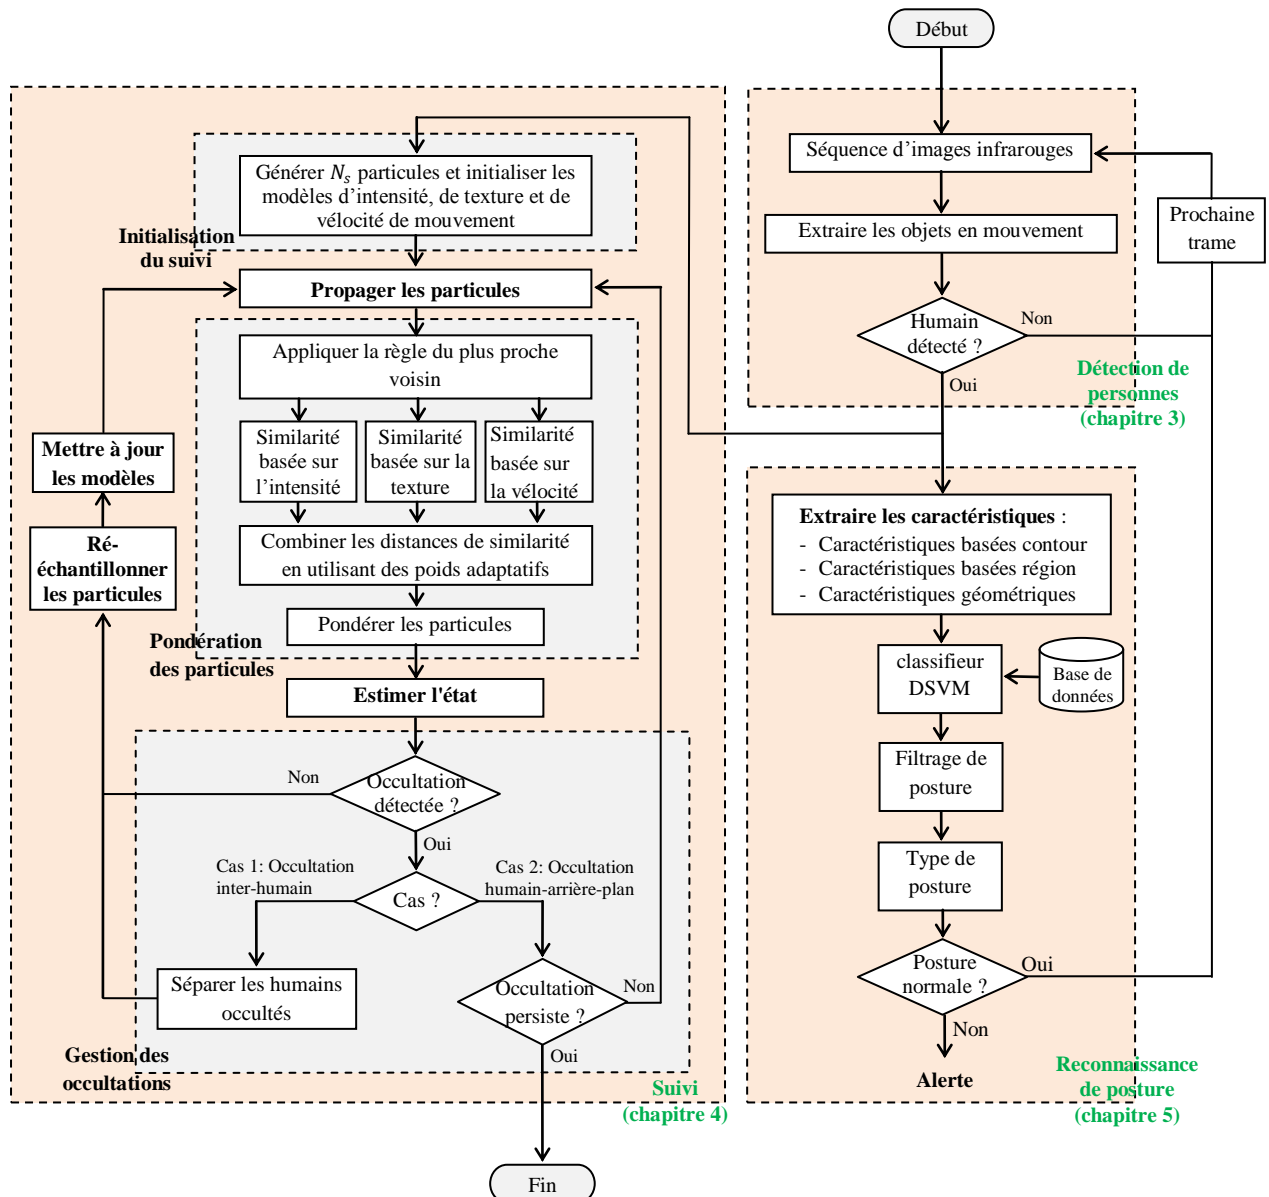 Début
Séquence d'images infrarouges
Extraire les objets en mouvement
Prochaine
trame
Humain
détecté ?
Non
Oui
Détection de
personnes
(chapitre 3)
Générer N_s particules et initialiser les
modèles d'intensité, de texture et de
vélocité de mouvement
Initialisation
du suivi
Propager les particules
Appliquer la règle du plus proche
voisin
Similarité
basée sur
l'intensité
Similarité
basée sur la
texture
Similarité
basée sur
la vélocité
Combiner les distances de similarité
en utilisant des poids adaptatifs
Pondérer les particules
Pondération
des particules
Mettre à jour
les modèles
Ré-
échantillonner
les particules
Estimer l'état
Occultation
détectée ?
Non
Oui
Cas 1: Occultation
inter-humain
Cas ?
Cas 2: Occultation
humain-arrière-plan
Séparer les humains
occultés
Occultation
persiste ?
Non
Oui
Gestion des
occultations
Suivi
(chapitre 4)
Fin
Extraire les caractéristiques :
- Caractéristiques basées contour
- Caractéristiques basées région
- Caractéristiques géométriques
classifieur
DSVM
Base de
données
Filtrage de
posture
Type de
posture
Posture
normale ?
Oui
Non
Alerte
Reconnaissance
de posture
(chapitre 5)